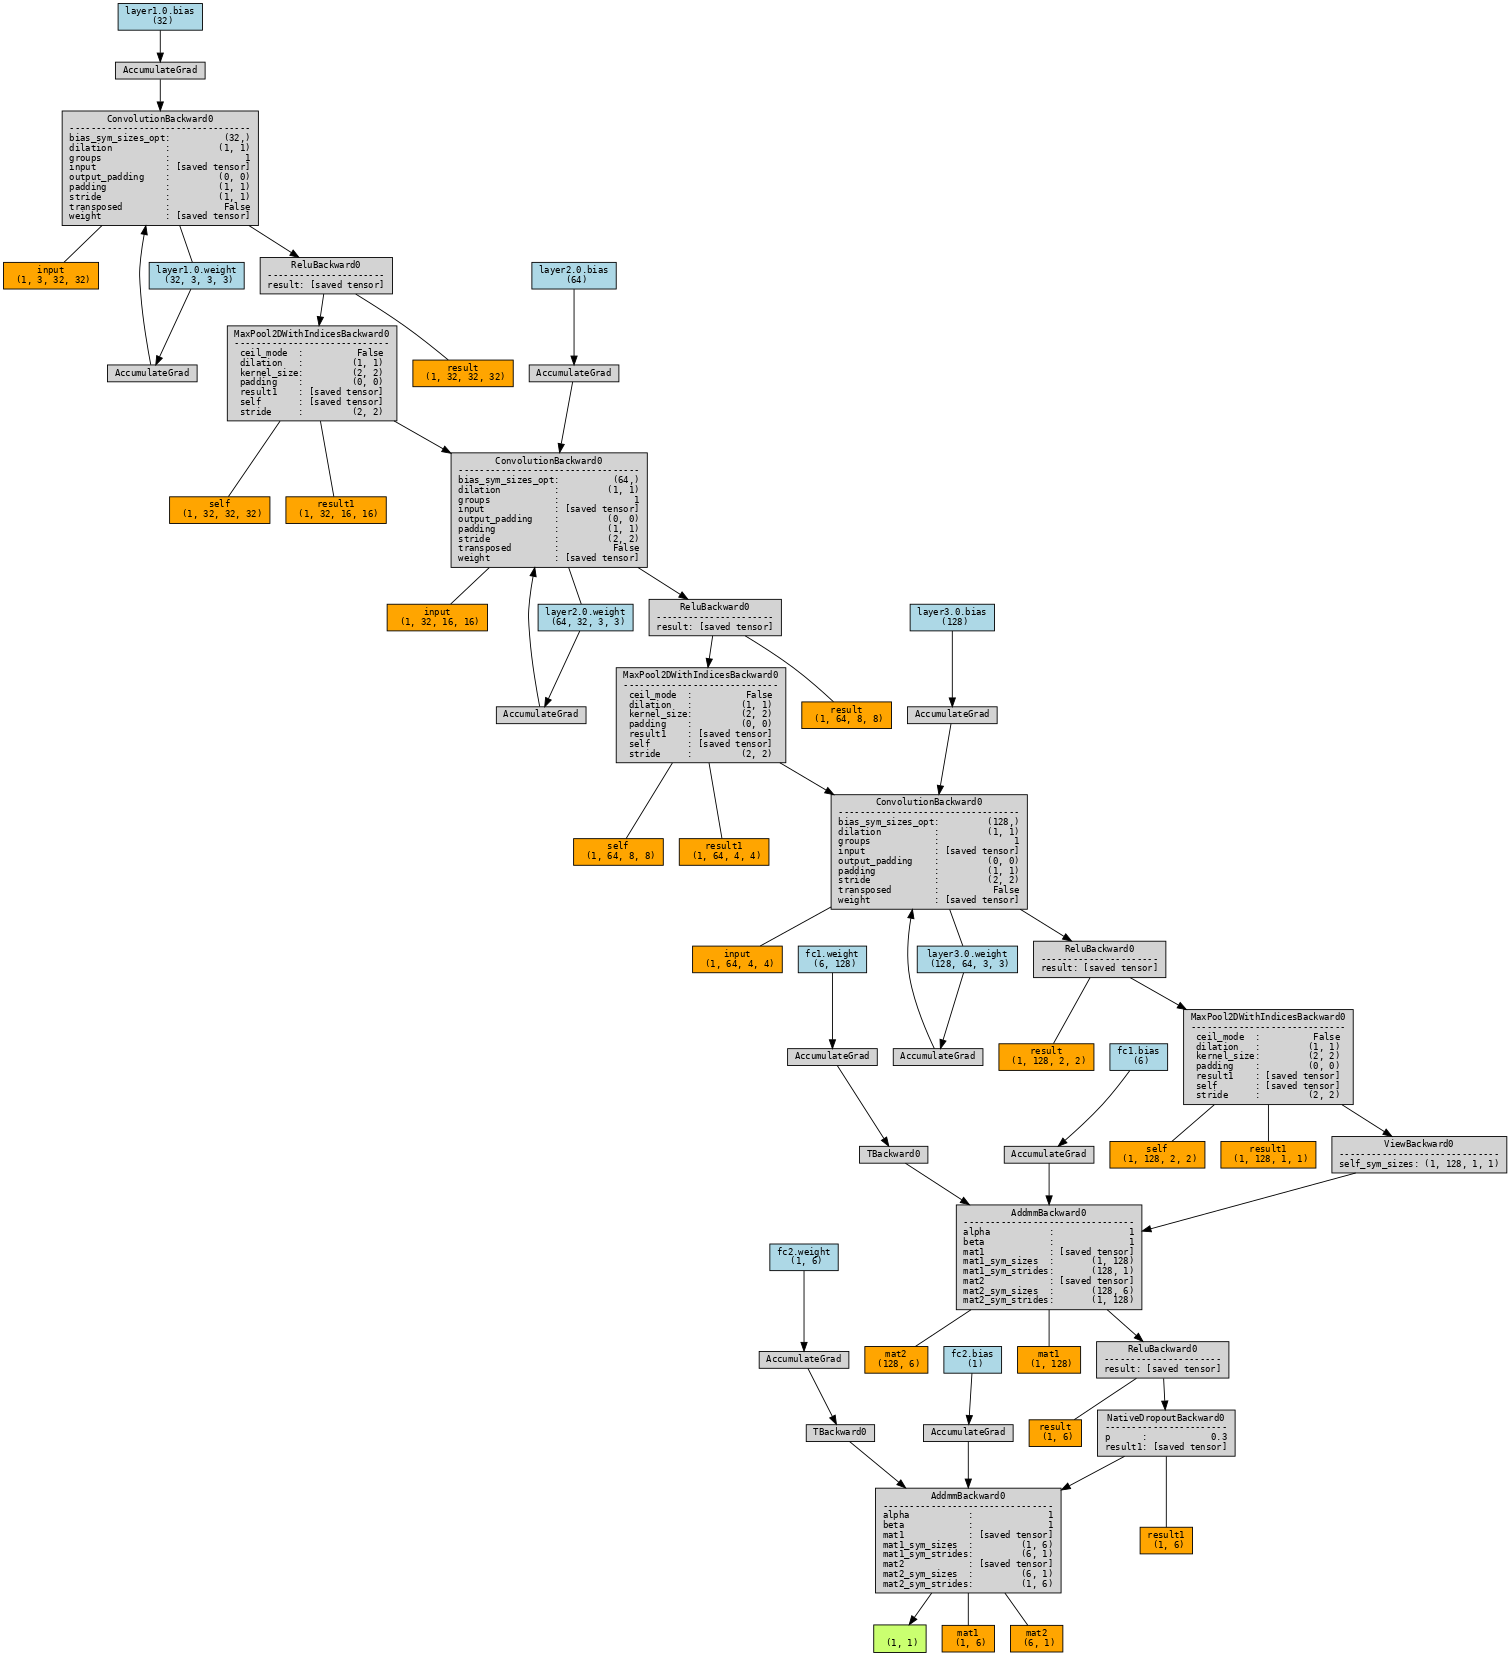 layer1.0.bias
(32)
AccumulateGrad
ConvolutionBackward0
----------------------------------
bias_sym_sizes_opt:          (32,)
dilation          :         (1, 1)
groups            :              1
input             : [saved tensor]
output_padding    :         (0, 0)
padding           :         (1, 1)
stride            :         (1, 1)
transposed        :          False
weight            : [saved tensor]
input
(1, 3, 32, 32)
layer1.0.weight
(32, 3, 3, 3)
ReluBackward0
----------------------
result: [saved tensor]
layer2.0.bias
(64)
MaxPool2DWithIndicesBackward0
-----------------------------
ceil_mode  :          False
dilation   :         (1, 1)
kernel_size:         (2, 2)
padding    :         (0, 0)
result1    : [saved tensor]
self       : [saved tensor]
stride     :         (2, 2)
AccumulateGrad
result
(1, 32, 32, 32)
AccumulateGrad
ConvolutionBackward0
----------------------------------
bias_sym_sizes_opt:          (64,)
dilation          :         (1, 1)
groups            :              1
input             : [saved tensor]
output_padding    :         (0, 0)
padding           :         (1, 1)
stride            :         (2, 2)
transposed        :          False
weight            : [saved tensor]
self
(1, 32, 32, 32)
result1
(1, 32, 16, 16)
input
(1, 32, 16, 16)
layer2.0.weight
(64, 32, 3, 3)
ReluBackward0
----------------------
result: [saved tensor]
layer3.0.bias
(128)
MaxPool2DWithIndicesBackward0
-----------------------------
ceil_mode  :          False
dilation   :         (1, 1)
kernel_size:         (2, 2)
padding    :         (0, 0)
result1    : [saved tensor]
self       : [saved tensor]
stride     :         (2, 2)
AccumulateGrad
result
(1, 64, 8, 8)
AccumulateGrad
ConvolutionBackward0
----------------------------------
bias_sym_sizes_opt:         (128,)
dilation          :         (1, 1)
groups            :              1
input             : [saved tensor]
output_padding    :         (0, 0)
padding           :         (1, 1)
stride            :         (2, 2)
transposed        :          False
weight            : [saved tensor]
self
(1, 64, 8, 8)
result1
(1, 64, 4, 4)
input
(1, 64, 4, 4)
fc1.weight
(6, 128)
layer3.0.weight
(128, 64, 3, 3)
ReluBackward0
----------------------
result: [saved tensor]
MaxPool2DWithIndicesBackward0
-----------------------------
ceil_mode  :          False
dilation   :         (1, 1)
kernel_size:         (2, 2)
padding    :         (0, 0)
result1    : [saved tensor]
self       : [saved tensor]
stride     :         (2, 2)
AccumulateGrad
AccumulateGrad
result
(1, 128, 2, 2)
fc1.bias
(6)
TBackward0
AccumulateGrad
self
(1, 128, 2, 2)
result1
(1, 128, 1, 1)
ViewBackward0
------------------------------
self_sym_sizes: (1, 128, 1, 1)
AddmmBackward0
--------------------------------
alpha           :              1
beta            :              1
mat1            : [saved tensor]
mat1_sym_sizes  :       (1, 128)
mat1_sym_strides:       (128, 1)
mat2            : [saved tensor]
mat2_sym_sizes  :       (128, 6)
mat2_sym_strides:       (1, 128)
fc2.weight
(1, 6)
AccumulateGrad
mat2
(128, 6)
fc2.bias
(1)
mat1
(1, 128)
ReluBackward0
----------------------
result: [saved tensor]
TBackward0
AccumulateGrad
result
(1, 6)
NativeDropoutBackward0
-----------------------
p      :            0.3
result1: [saved tensor]
AddmmBackward0
--------------------------------
alpha           :              1
beta            :              1
mat1            : [saved tensor]
mat1_sym_sizes  :         (1, 6)
mat1_sym_strides:         (6, 1)
mat2            : [saved tensor]
mat2_sym_sizes  :         (6, 1)
mat2_sym_strides:         (1, 6)
result1
(1, 6)
(1, 1)
mat1
(1, 6)
mat2
(6, 1)